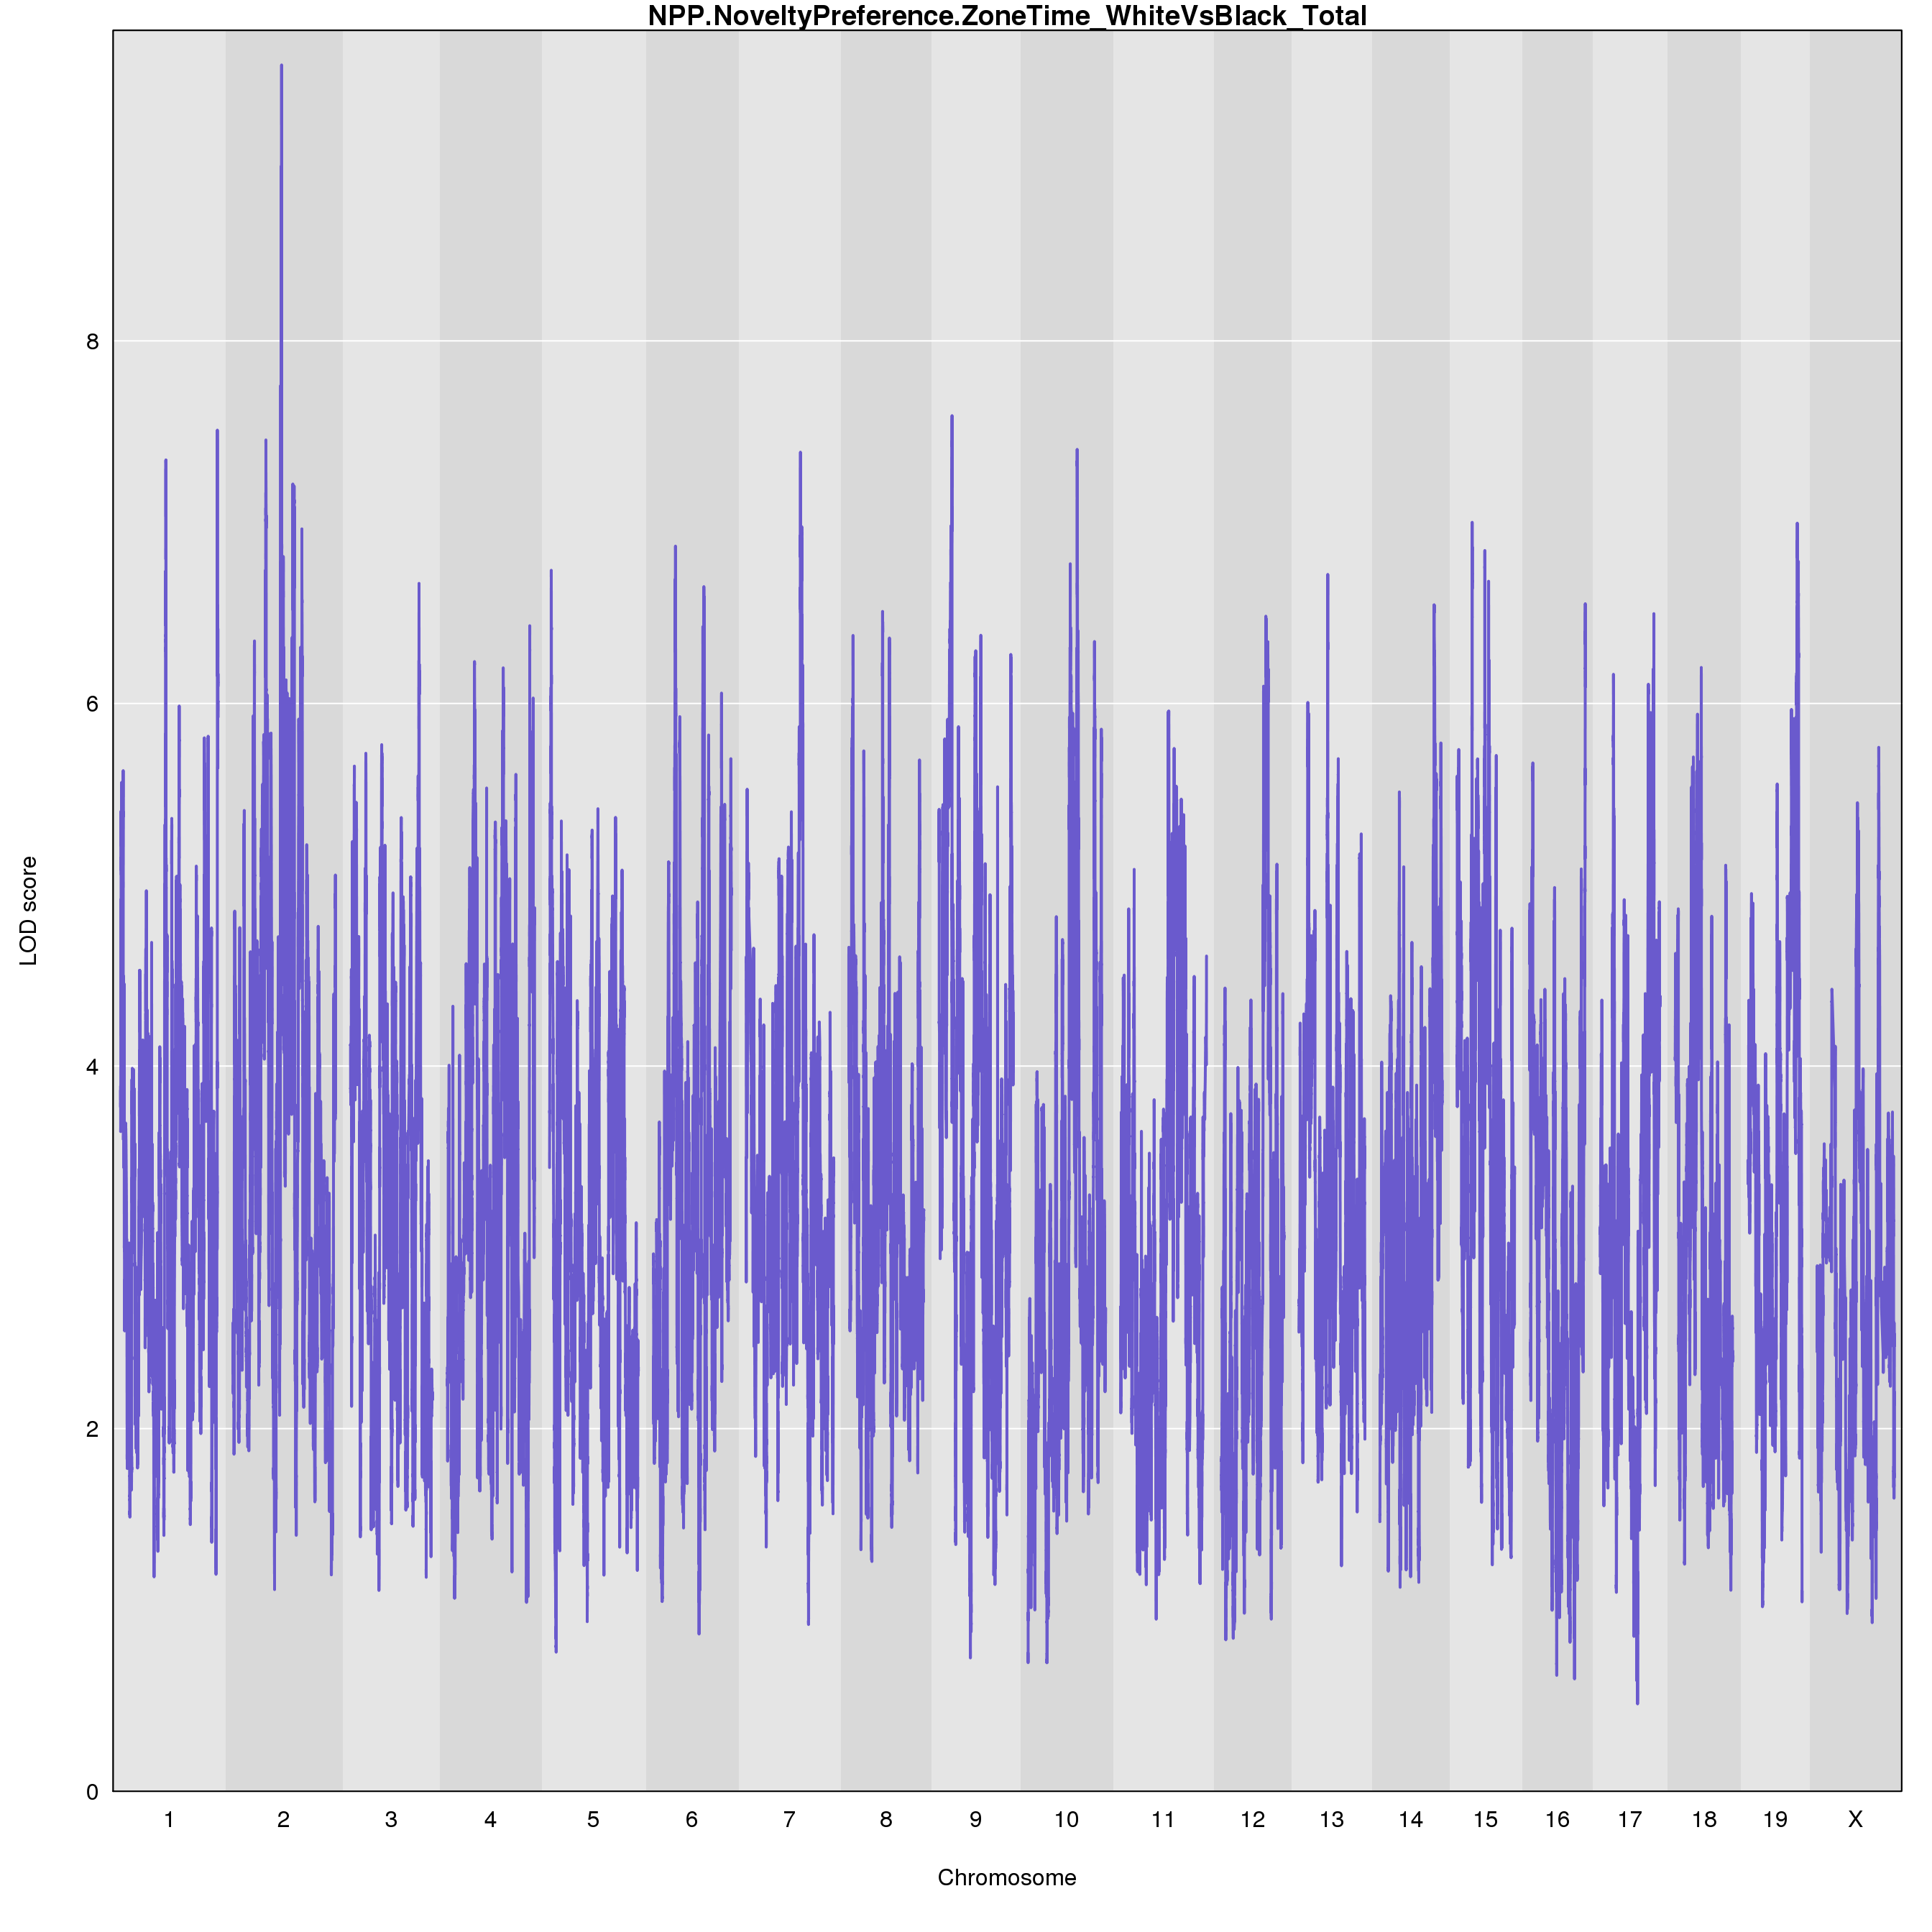 NPP.NoveltyPreference.ZoneTime_WhiteVsBlack_Total
8
6
4
2
0
LOD score
1 2 3 4 5 6 7 8 9 10 11 12 13 14 15 16 17 18 19 X
Chromosome